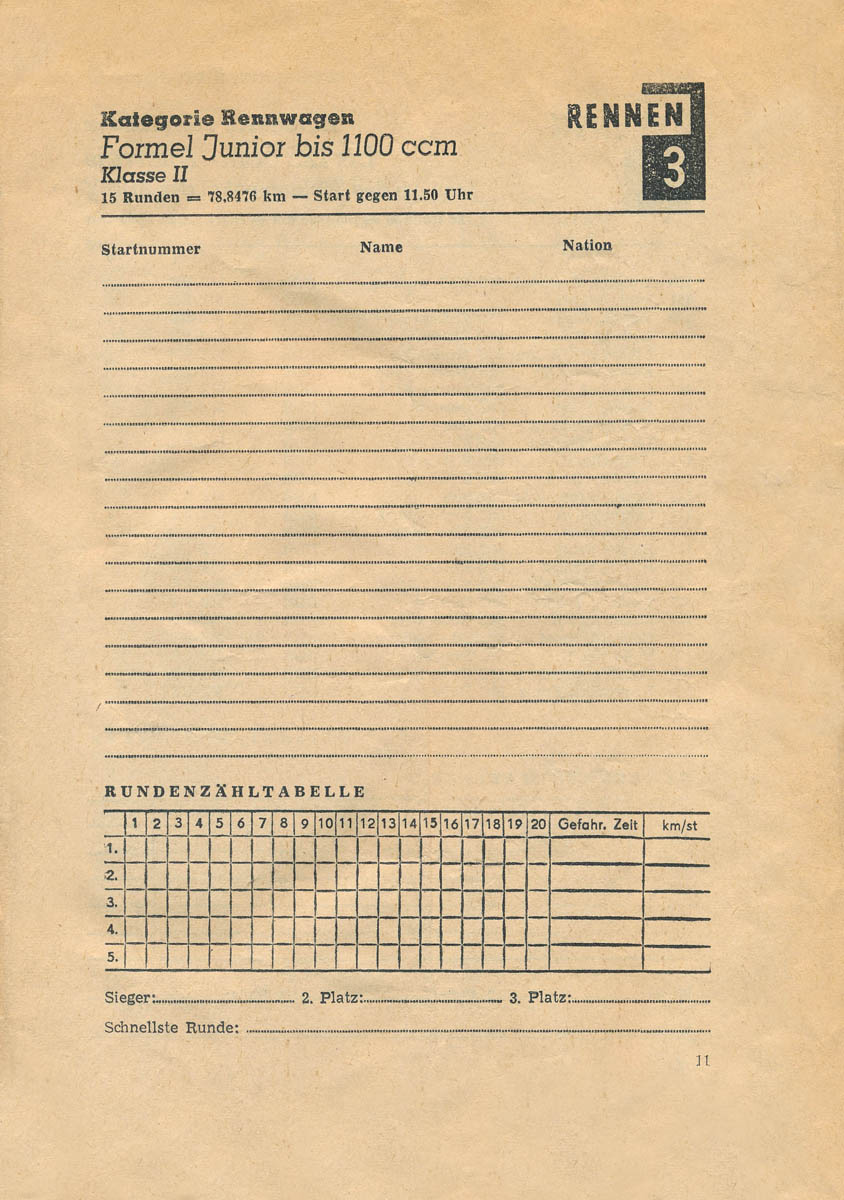 Kategorie Rennwagen
Formel Junior bis 1100 ccm
Klasse II
15 Runden = 78,8476 km — Start gegen 11.50 Uhr
RENNEN
3
Startnummer Name Nation
RUNDENZÄHLTABELLE
1 2 3 4 5 6 7 8 9 10 11 12 13 14 15 16 17 18 19 20 Gefahr. Zeit km/st
1.
2.
3.
4.
5.
Sieger: 2. Platz: 3. Platz:
Schnellste Runde:
11